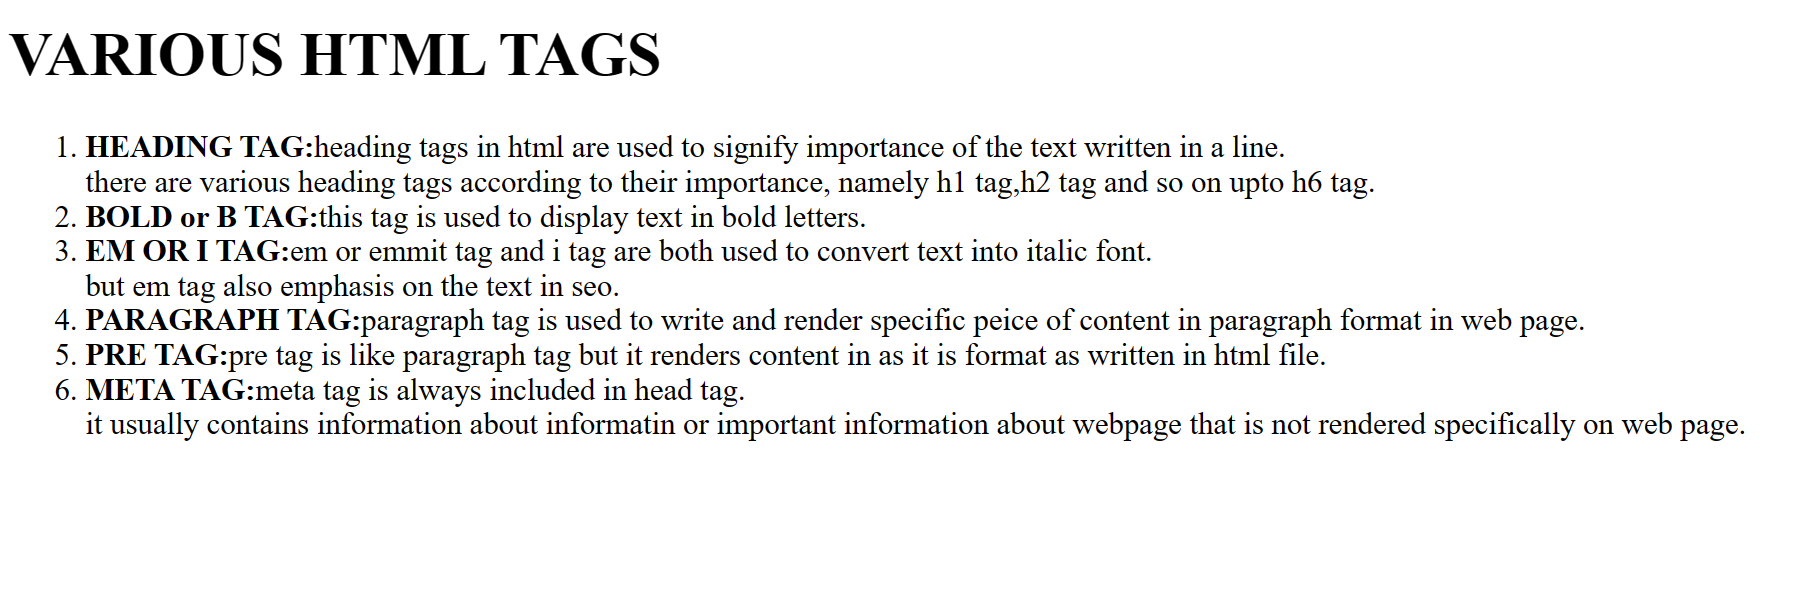 VARIOUS HTML TAGS
1. HEADING TAG:heading tags in html are used to signify importance of the text written in a line.
there are various heading tags according to their importance, namely h1 tag,h2 tag and so on upto h6 tag.
2. BOLD or B TAG:this tag is used to display text in bold letters.
3. EM OR I TAG:em or emmit tag and i tag are both used to convert text into italic font.
but em tag also emphasis on the text in seo.
4. PARAGRAPH TAG:paragraph tag is used to write and render specific peice of content in paragraph format in web page.
5. PRE TAG:pre tag is like paragraph tag but it renders content in as it is format as written in html file.
6. META TAG:meta tag is always included in head tag.
it usually contains information about informatin or important information about webpage that is not rendered specifically on web page.